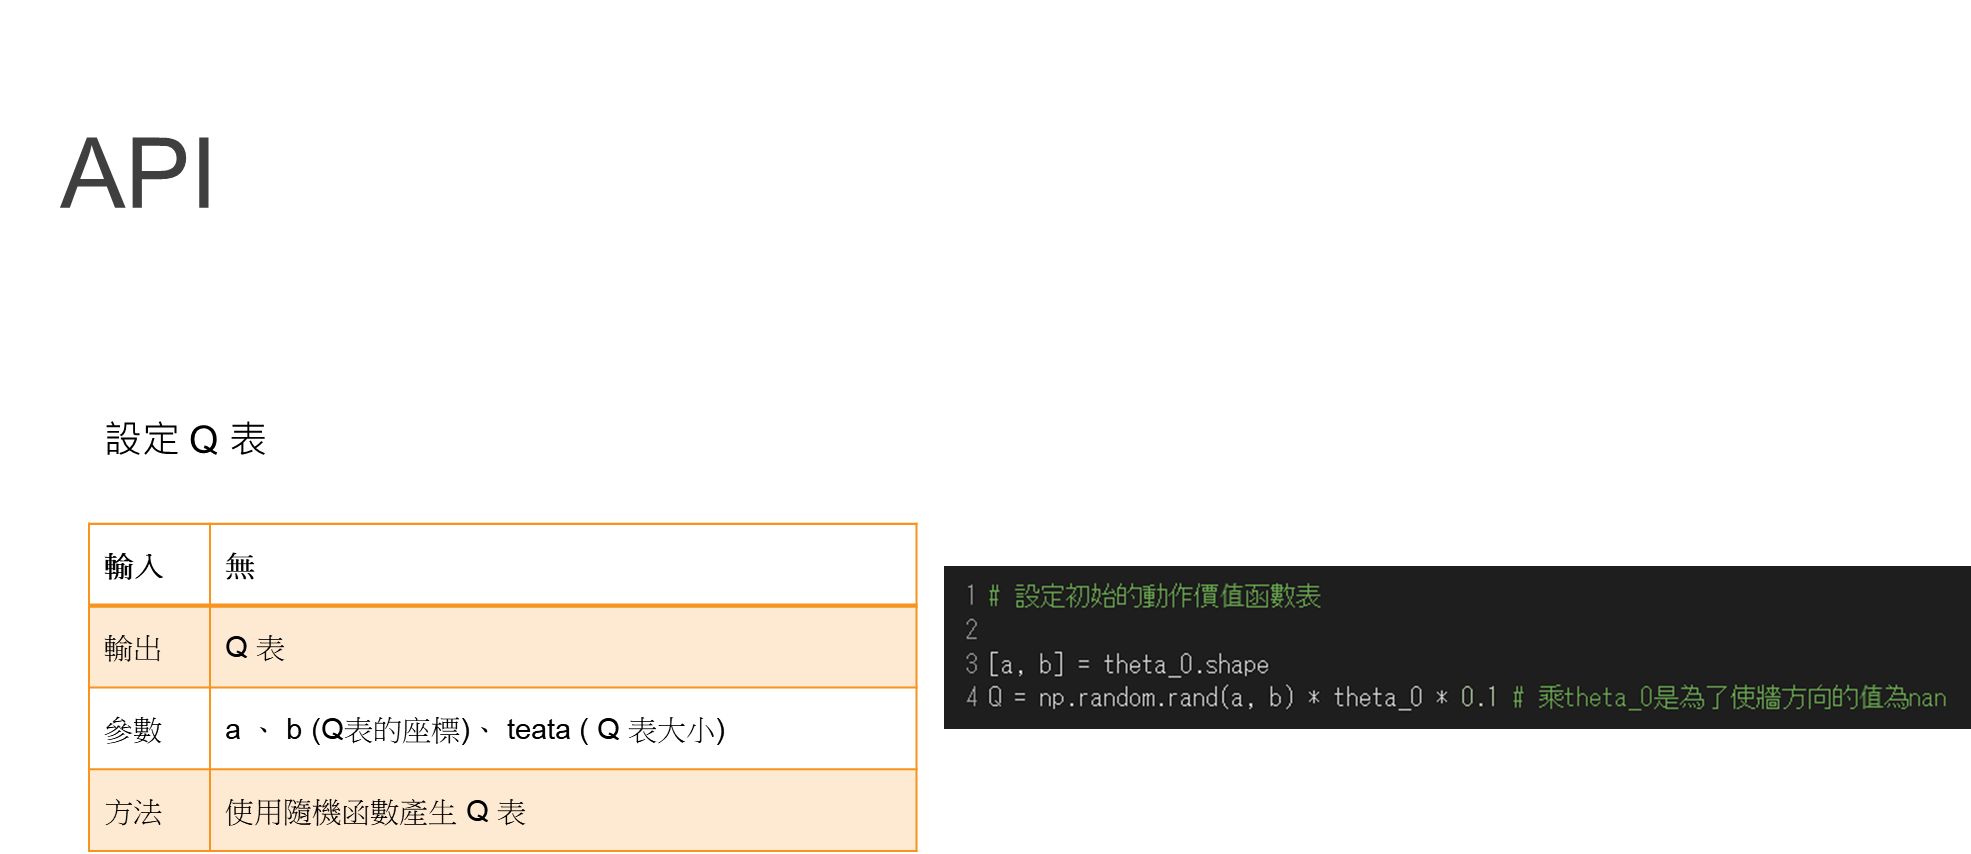 API
設定 Q 表
輸入 無
輸出 Q 表
參數 a 、 b (Q表的座標)、 teata ( Q 表大小)
方法 使用隨機函數產生 Q 表
1 # 設定初始的動作價值函數表
2
3 [a, b] = theta_0.shape
4 Q = np.random.rand(a, b) * theta_0 * 0.1 # 乘theta_0是為了使牆方向的值為nan